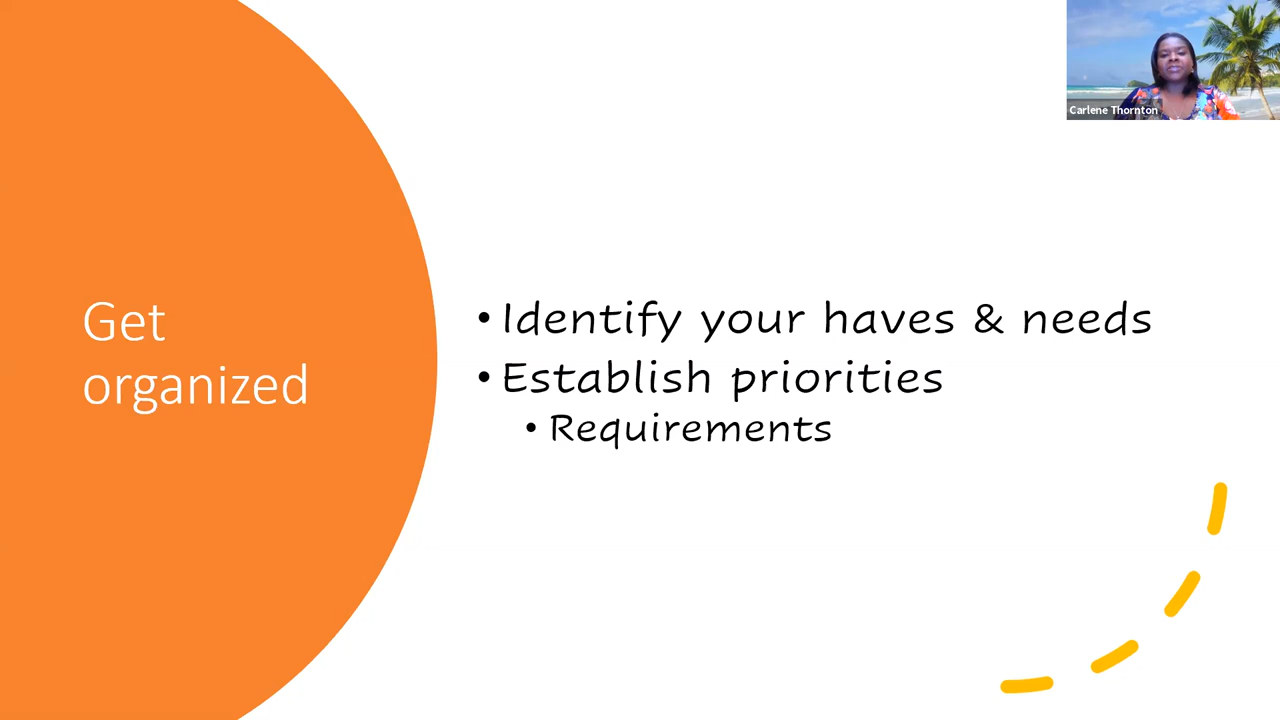 Get
organized
• Identify your haves & needs
• Establish priorities
• Requirements
Carlene Thornton